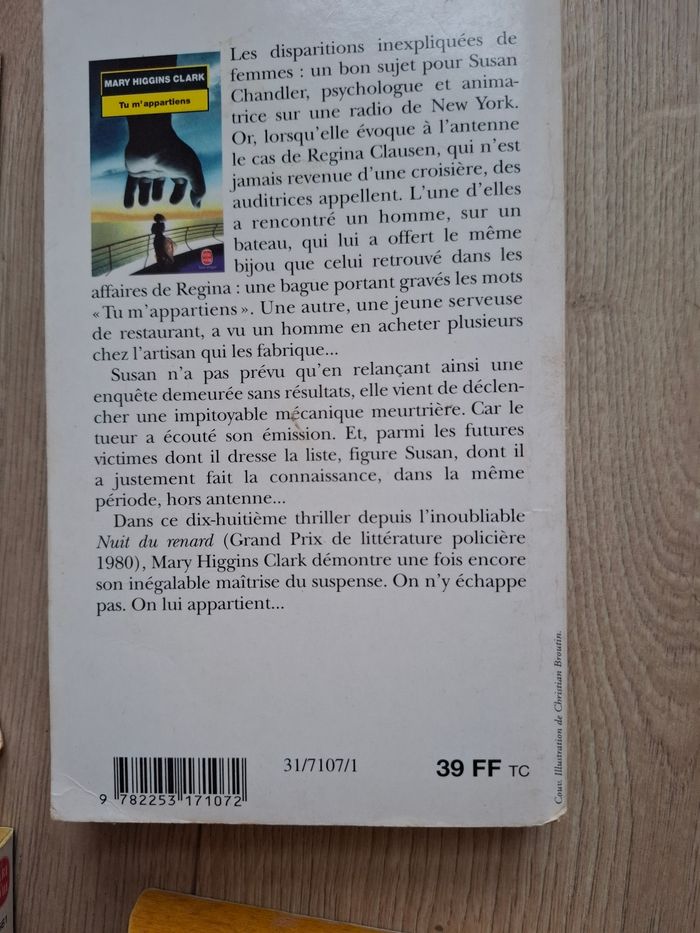 MARY HIGGINS CLARK
Tu m'appartiens
Les disparitions inexpliquées de
femmes : un bon sujet pour Susan
Chandler, psychologue et anima-
trice sur une radio de New York.
Or, lorsqu'elle évoque à l'antenne
le cas de Regina Clausen, qui n'est
jamais revenue d'une croisière, des
auditrices appellent. L'une d'elles
a rencontré un homme, sur un
bateau, qui lui a offert le même
bijou que celui retrouvé dans les
affaires de Regina : une bague portant gravés les mots
« Tu m'appartiens ». Une autre, une jeune serveuse
de restaurant, a vu un homme en acheter plusieurs
chez l'artisan qui les fabrique...
Susan n'a pas prévu qu'en relançant ainsi une
enquête demeurée sans résultats, elle vient de déclen-
cher une impitoyable mécanique meurtrière. Car le
tueur a écouté son émission. Et, parmi les futures
victimes dont il dresse la liste, figure Susan, dont il
a justement fait la connaissance, dans la même
période, hors antenne...
Dans ce dix-huitième thriller depuis l'inoubliable
Nuit du renard (Grand Prix de littérature policière
1980), Mary Higgins Clark démontre une fois encore
son inégalable maîtrise du suspense. On n'y échappe
pas. On lui appartient...
Couv. Illustration de Christian Broutin.
31/7107/1
39 FF TC
9 782253 171072